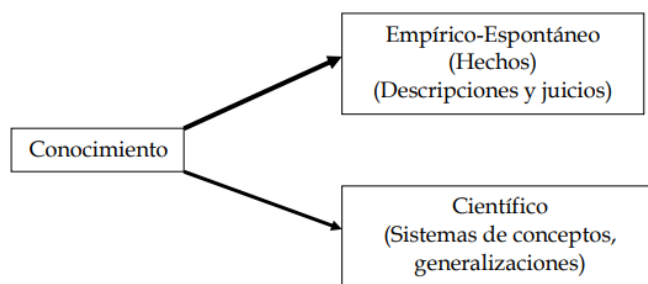 Empírico-Espontáneo
(Hechos)
(Descripciones y juicios)
Conocimiento
Científico
(Sistemas de conceptos,
generalizaciones)